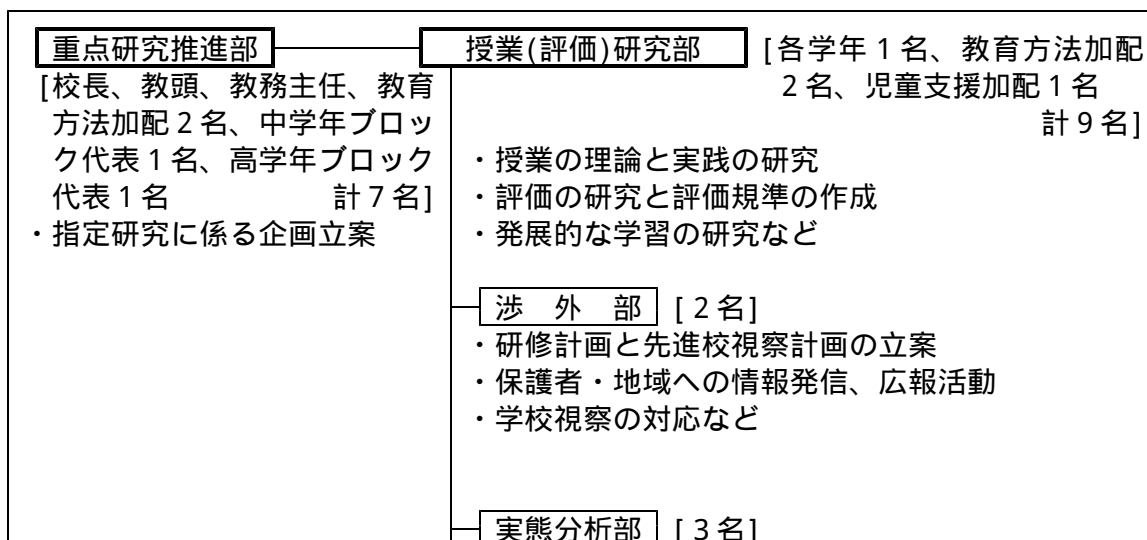 重点研究推進部
[校長、教頭、教務主任、教育
方法加配2名、中学年ブロッ
ク代表1名、高学年ブロック
代表1名 計7名]
・指定研究に係る企画立案
授業(評価)研究部 [各学年1名、教育方法加配
2名、児童支援加配1名
計9名]
・授業の理論と実践の研究
・評価の研究と評価規準の作成
・発展的な学習の研究など
渉 外 部 [2名]
・研修計画と先進校視察計画の立案
・保護者・地域への情報発信、広報活動
・学校視察の対応など
実態分析部 [3名]